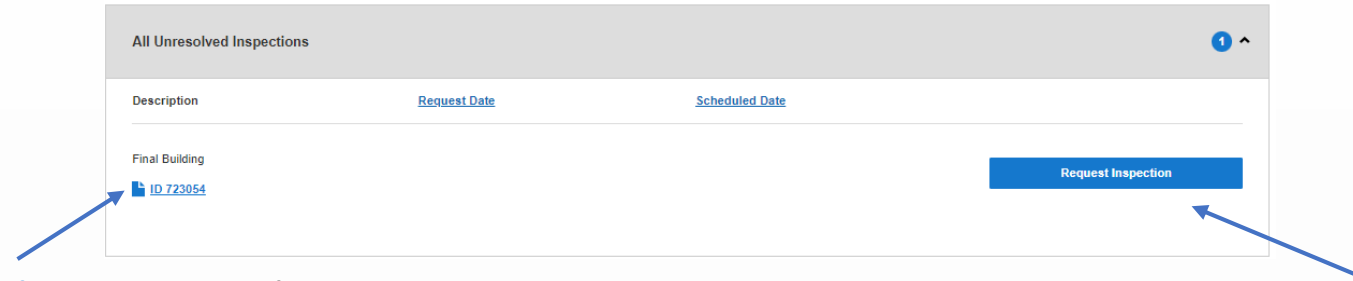 All Unresolved Inspections 1
Description Request Date Scheduled Date
Final Building
Request Inspection
ID 723054